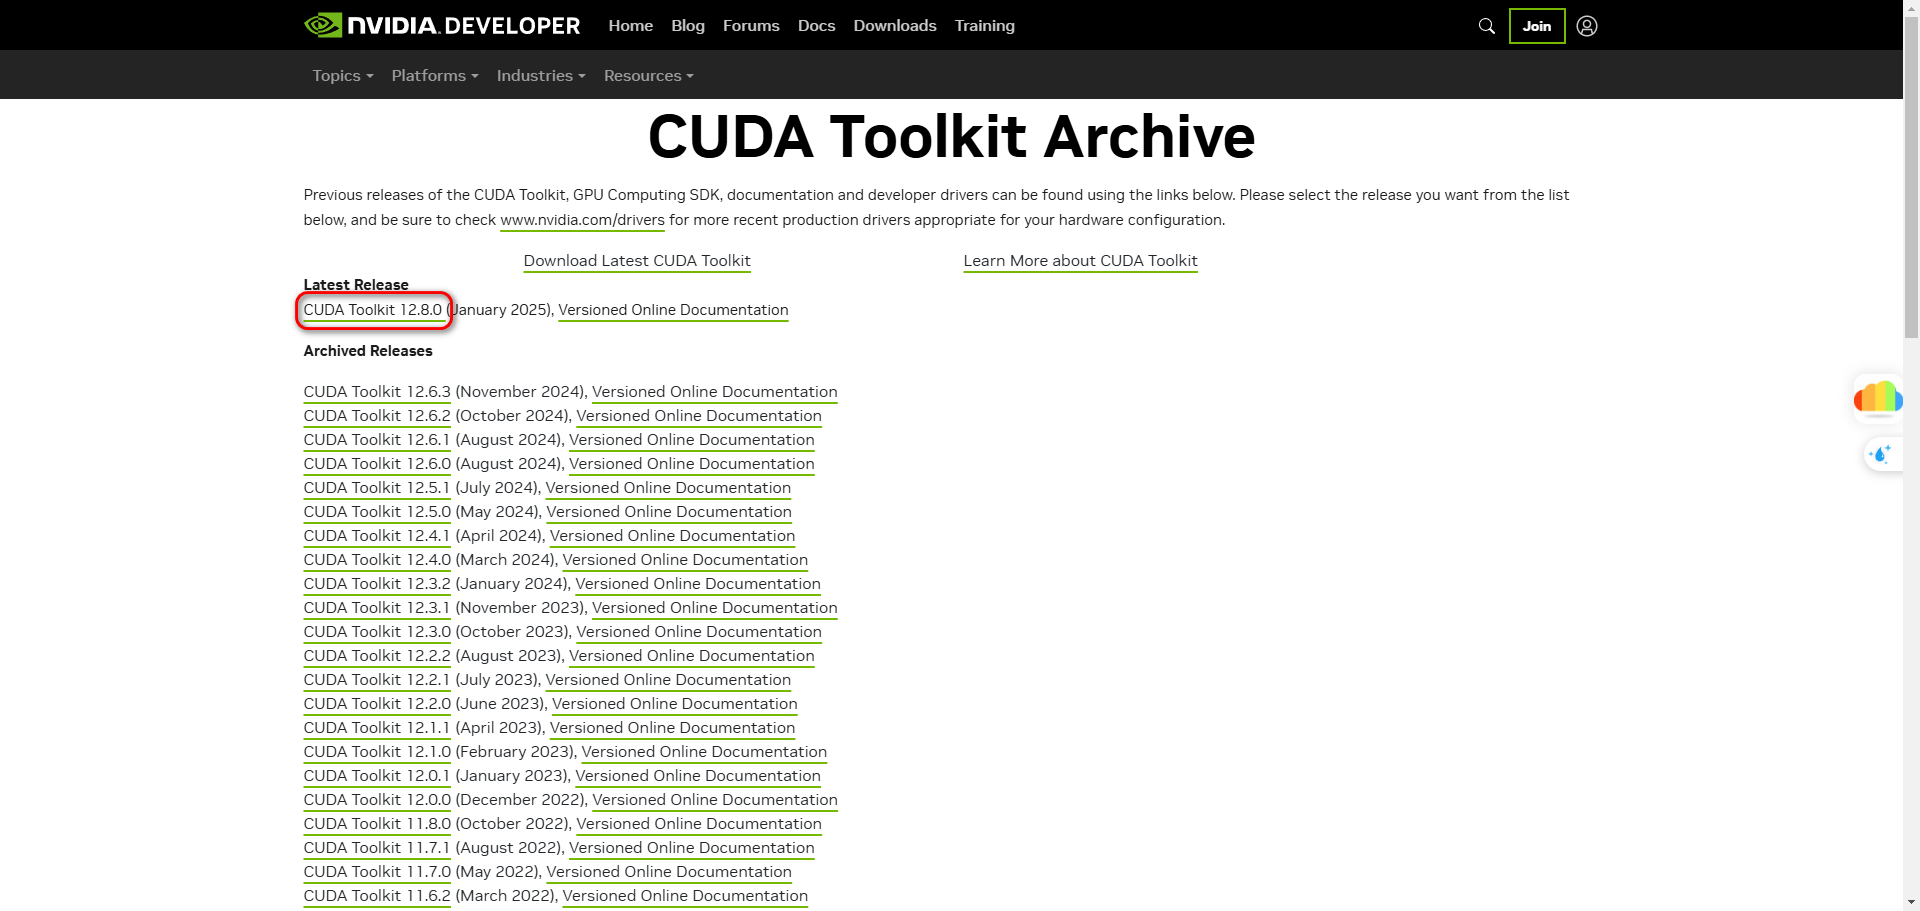 NVIDIA. DEVELOPER Home Blog Forums Docs Downloads Training Join
Topics Platforms Industries Resources
CUDA Toolkit Archive
Previous releases of the CUDA Toolkit, GPU Computing SDK, documentation and developer drivers can be found using the links below. Please select the release you want from the list
below, and be sure to check www.nvidia.com/drivers for more recent production drivers appropriate for your hardware configuration.
Download Latest CUDA Toolkit Learn More about CUDA Toolkit
Latest Release
CUDA Toolkit 12.8.0 (January 2025), Versioned Online Documentation
Archived Releases
CUDA Toolkit 12.6.3 (November 2024), Versioned Online Documentation
CUDA Toolkit 12.6.2 (October 2024), Versioned Online Documentation
CUDA Toolkit 12.6.1 (August 2024), Versioned Online Documentation
CUDA Toolkit 12.6.0 (August 2024), Versioned Online Documentation
CUDA Toolkit 12.5.1 (July 2024), Versioned Online Documentation
CUDA Toolkit 12.5.0 (May 2024), Versioned Online Documentation
CUDA Toolkit 12.4.1 (April 2024), Versioned Online Documentation
CUDA Toolkit 12.4.0 (March 2024), Versioned Online Documentation
CUDA Toolkit 12.3.2 (January 2024), Versioned Online Documentation
CUDA Toolkit 12.3.1 (November 2023), Versioned Online Documentation
CUDA Toolkit 12.3.0 (October 2023), Versioned Online Documentation
CUDA Toolkit 12.2.2 (August 2023), Versioned Online Documentation
CUDA Toolkit 12.2.1 (July 2023), Versioned Online Documentation
CUDA Toolkit 12.2.0 (June 2023), Versioned Online Documentation
CUDA Toolkit 12.1.1 (April 2023), Versioned Online Documentation
CUDA Toolkit 12.1.0 (February 2023), Versioned Online Documentation
CUDA Toolkit 12.0.1 (January 2023), Versioned Online Documentation
CUDA Toolkit 12.0.0 (December 2022), Versioned Online Documentation
CUDA Toolkit 11.8.0 (October 2022), Versioned Online Documentation
CUDA Toolkit 11.7.1 (August 2022), Versioned Online Documentation
CUDA Toolkit 11.7.0 (May 2022), Versioned Online Documentation
CUDA Toolkit 11.6.2 (March 2022), Versioned Online Documentation